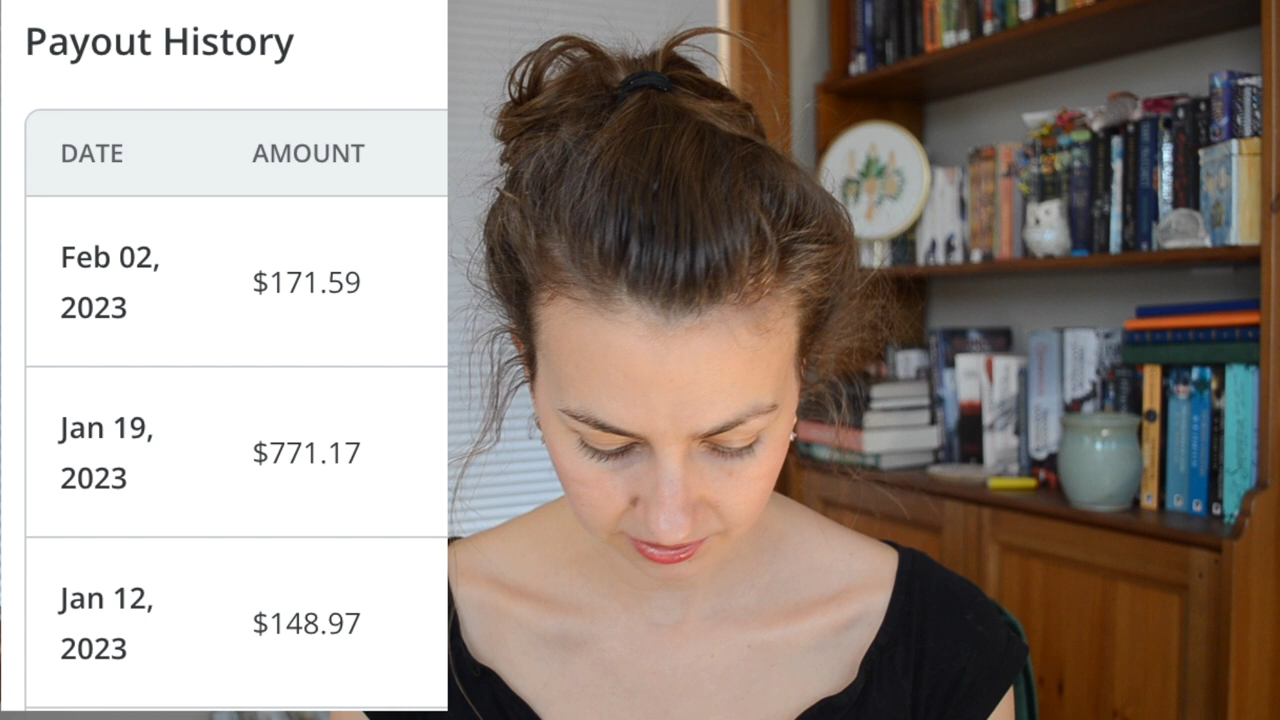 Payout History
DATE AMOUNT
Feb 02,
2023
$171.59
Jan 19,
2023
$771.17
Jan 12,
2023
$148.97